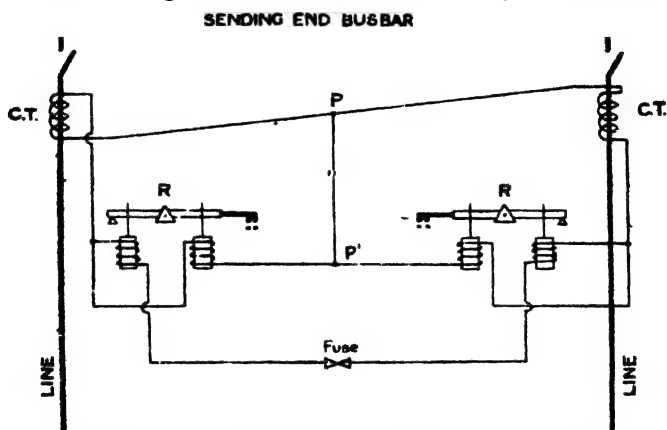 SENDING END BUSBAR
I I
C.T. P C.T.
R R
P'
Fuse
LINE LINE